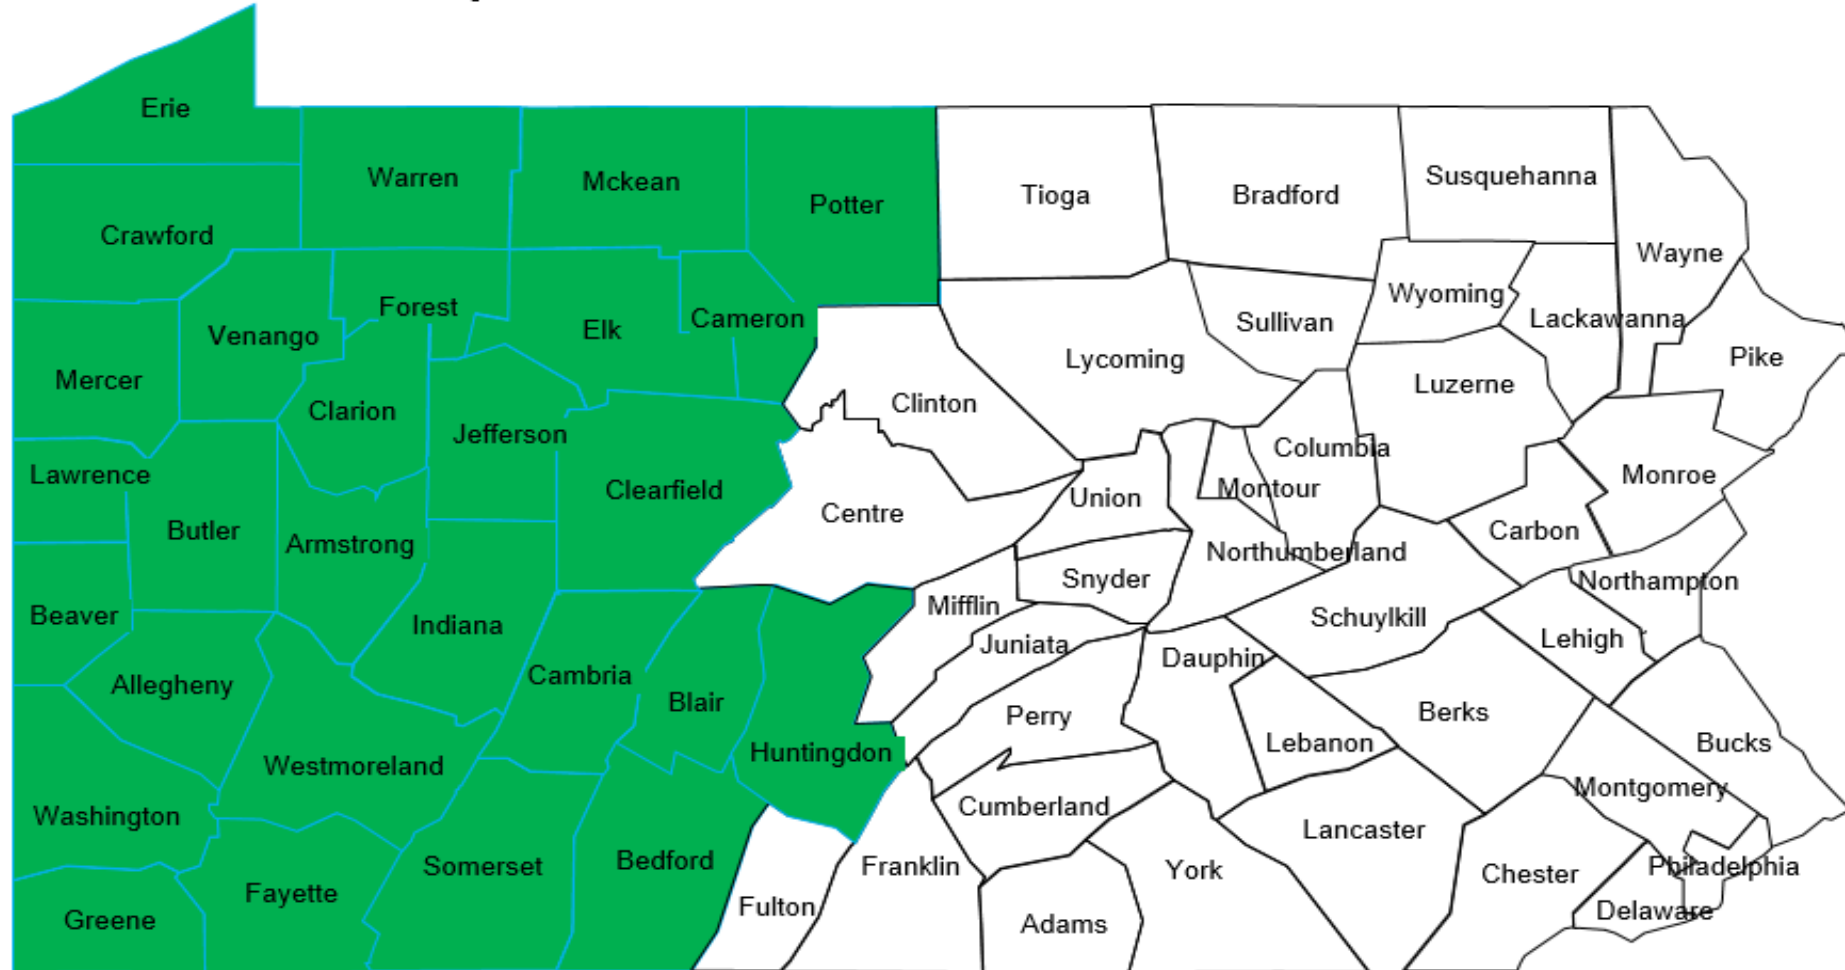 Erie
Warren
Mckean
Potter
Tioga
Bradford
Susquehanna
Crawford
Wayne
Venango
Forest
Elk
Cameron
Sullivan
Wyoming
Lackawanna
Mercer
Lycoming
Pike
Clarion
Clinton
Luzerne
Jefferson
Columbia
Lawrence
Clearfield
Centre
Union
Montour
Monroe
Butler
Armstrong
Northumberland
Carbon
Beaver
Indiana
Mifflin
Snyder
Schuylkill
Northampton
Allegheny
Cambria
Blair
Juniata
Dauphin
Lehigh
Westmoreland
Huntingdon
Perry
Lebanon
Berks
Bucks
Washington
Cumberland
Lancaster
Montgomery
Greene
Fayette
Somerset
Bedford
Fulton
Franklin
Adams
York
Chester
Philadelphia
Delaware